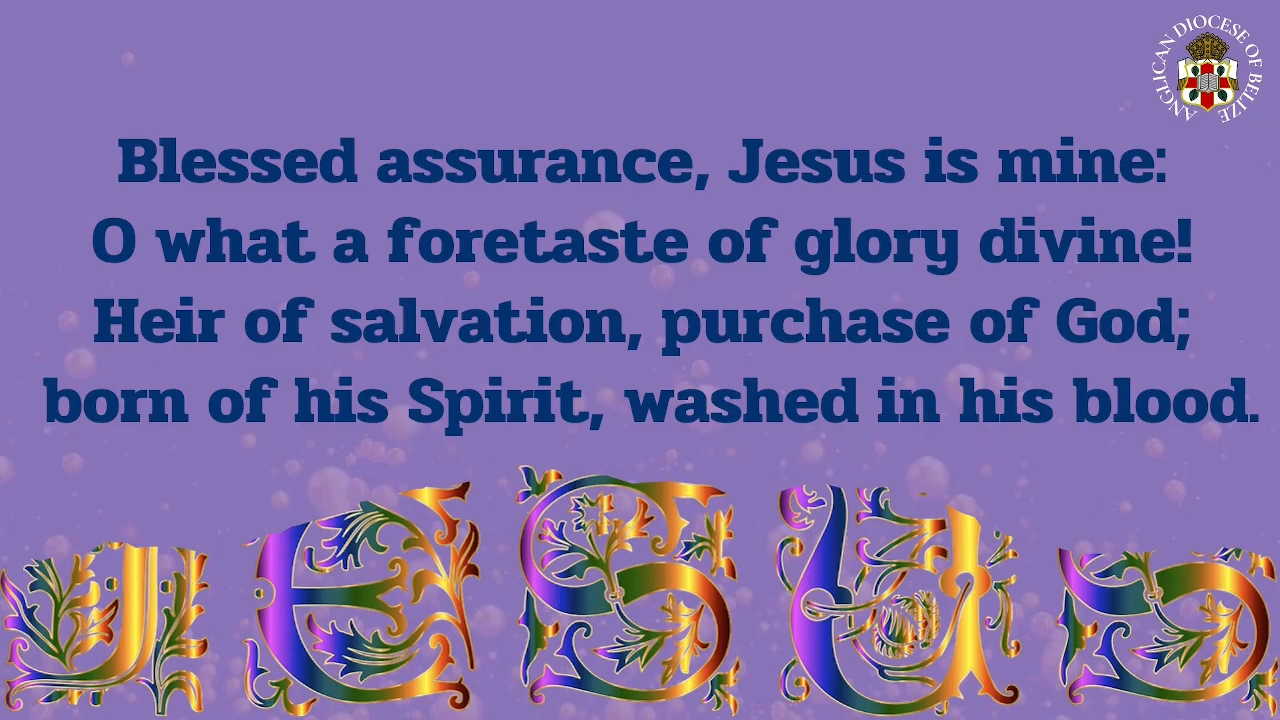 ANGLICAN DIOCESE OF BELIZE
Blessed assurance, Jesus is mine:
O what a foretaste of glory divine!
Heir of salvation, purchase of God;
born of his Spirit, washed in his blood.
JESUS